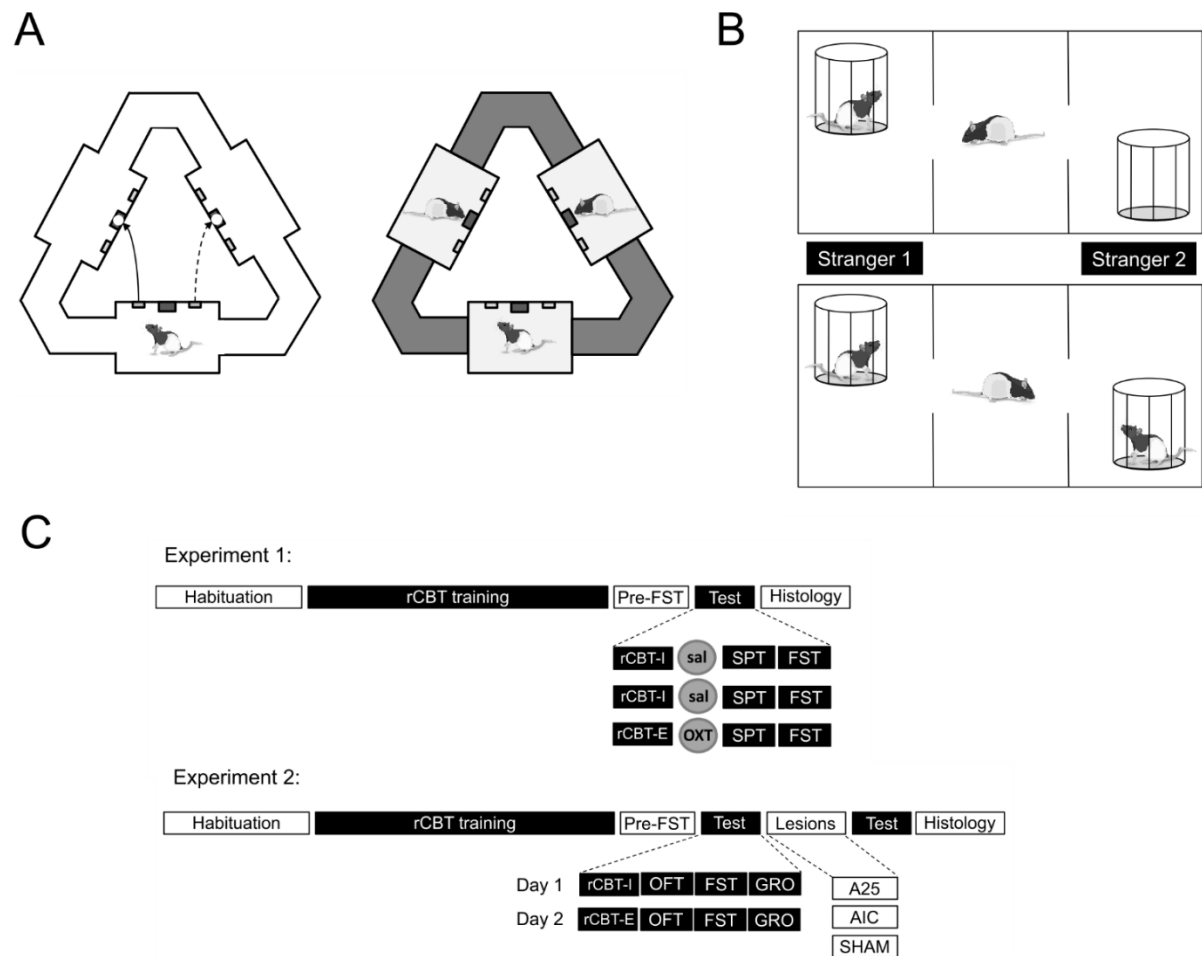 A
B
Stranger 1 Stranger 2
C
Experiment 1:
Habituation rCBT training Pre-FST Test Histology
rCBT-I sal SPT FST
rCBT-I sal SPT FST
rCBT-E OXT SPT FST
Experiment 2:
Habituation rCBT training Pre-FST Test Lesions Test Histology
Day 1 rCBT-I OFT FST GRO A25
Day 2 rCBT-E OFT FST GRO AIC
SHAM